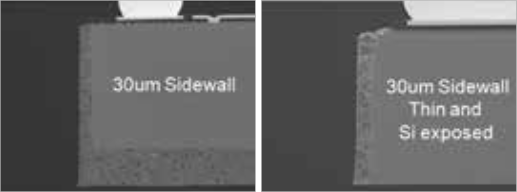 30um Sidewall
30um Sidewall
Thin and
Si exposed